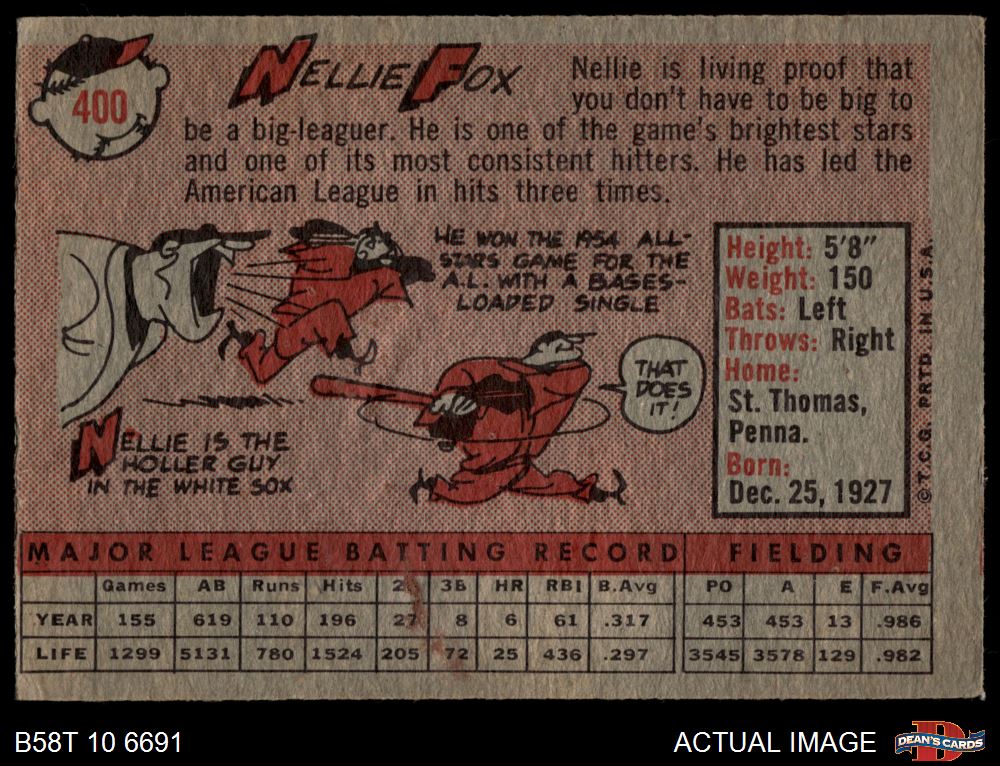 400
NELLIE FOX
Nellie is living proof that
you don't have to be big to
be a big-leaguer. He is one of the game's brightest stars
and one of its most consistent hitters. He has led the
American League in hits three times.
HE WON THE 1954 ALL-
STARS GAME FOR THE
A.L. WITH A BASES-
LOADED SINGLE
THAT
DOES
IT!
NELLIE IS THE
HOLLER GUY
IN THE WHITE SOX
Height: 5'8"
Weight: 150
Bats: Left
Throws: Right
Home:
St. Thomas,
Penna.
Born:
Dec. 25, 1927
© T.C.G. PRTD. IN U.S.A.
MAJOR LEAGUE BATTING RECORD FIELDING
Games AB Runs Hits 2B 3B HR RBI B.Avg PO A E F.Avg
YEAR 155 619 110 196 27 8 6 61 .317 453 453 13 .986
LIFE 1299 5131 780 1524 205 72 25 436 .297 3545 3578 129 .982
B58T 10 6691
ACTUAL IMAGE
DEAN'S CARDS